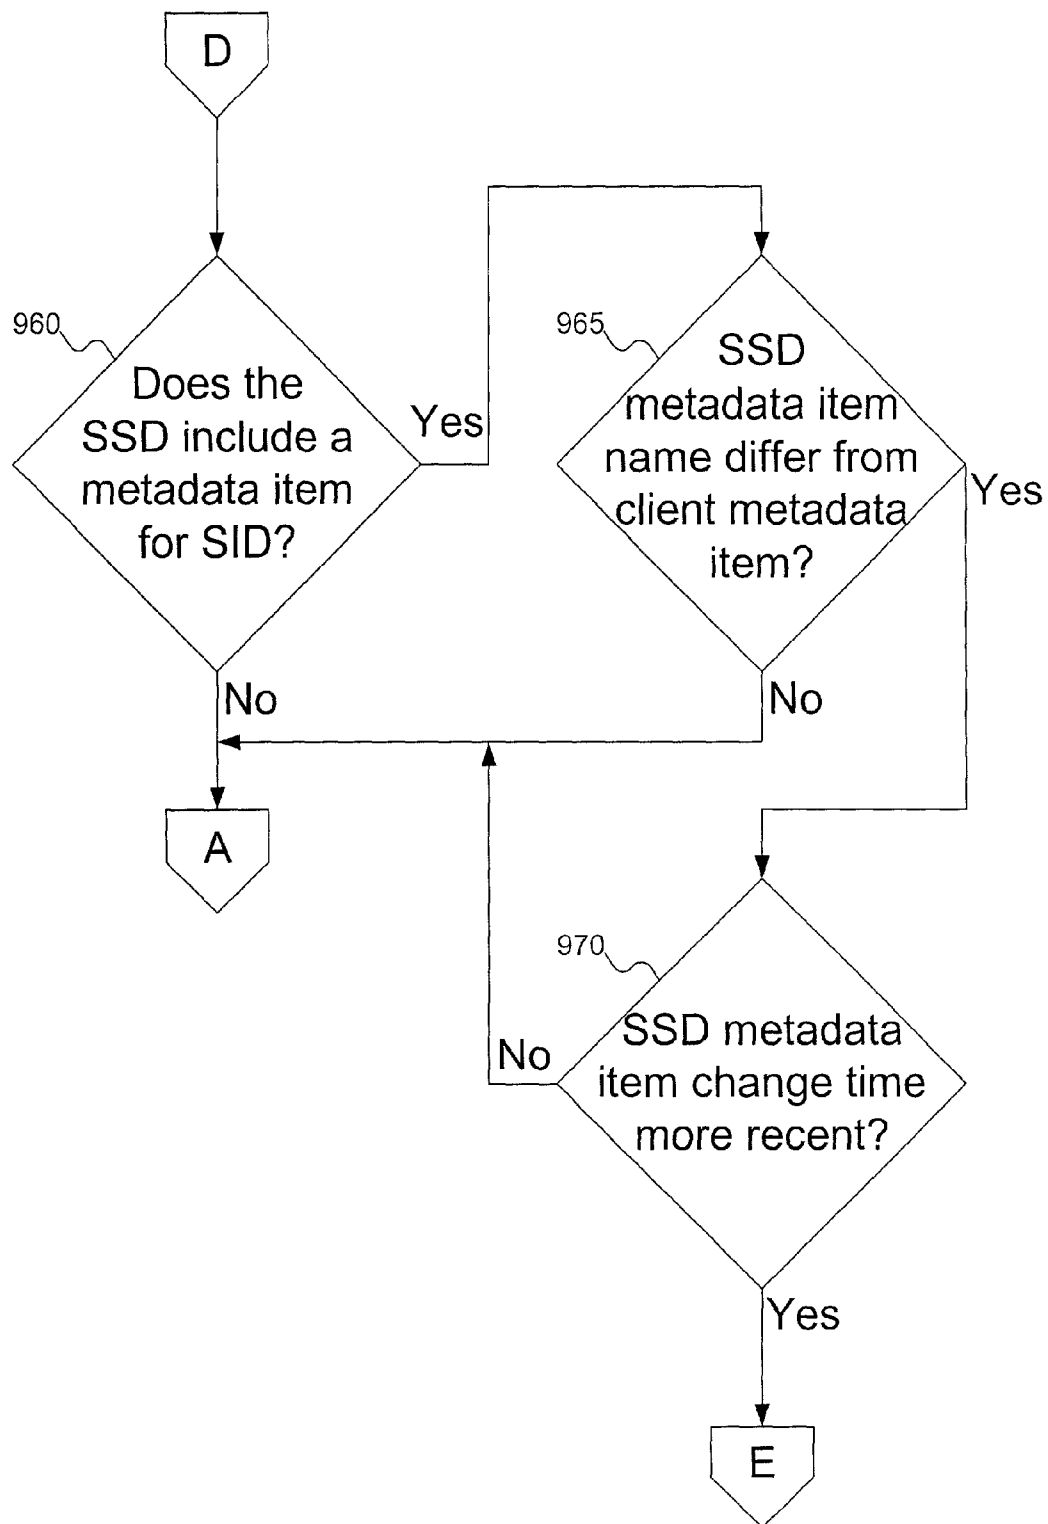 D
960
Does the
SSD include a
metadata item
for SID?
Yes
No
965
SSD
metadata item
name differ from
client metadata
item?
Yes
No
A
970
SSD metadata
item change time
more recent?
No
Yes
E